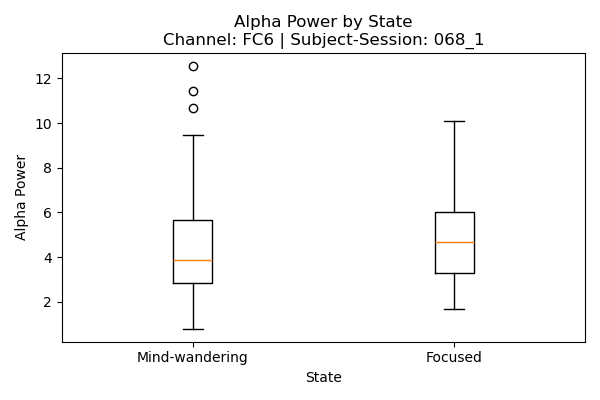 Alpha Power by State
Channel: FC6 | Subject-Session: 068_1
Alpha Power
12
10
8
6
4
2
Mind-wandering
Focused
State